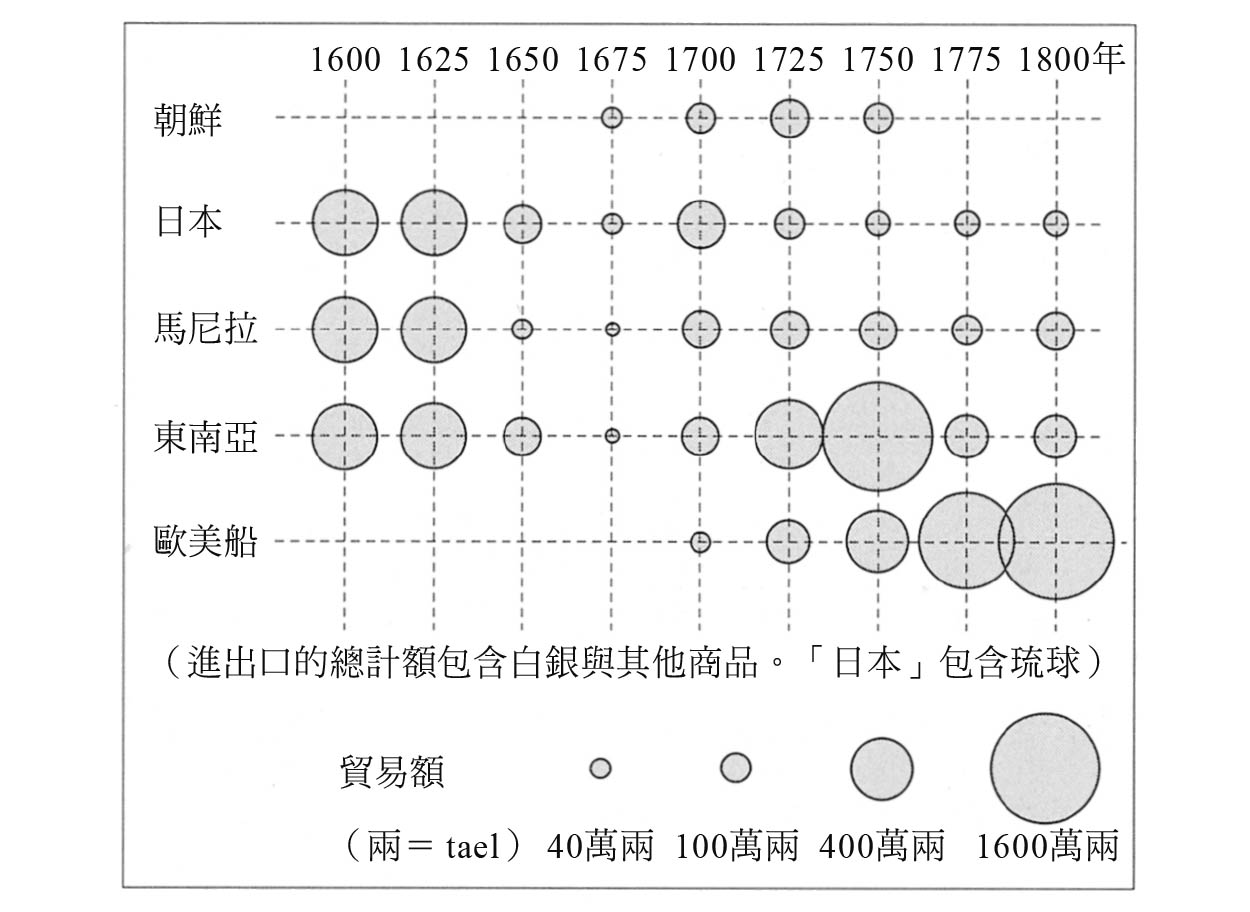 1600 1625 1650 1675 1700 1725 1750 1775 1800年
朝鮮
日本
馬尼拉
東南亞
歐美船
（進出口的總計額包含白銀與其他商品。「日本」包含琉球）
貿易額
（兩＝tael）40萬兩 100萬兩 400萬兩 1600萬兩